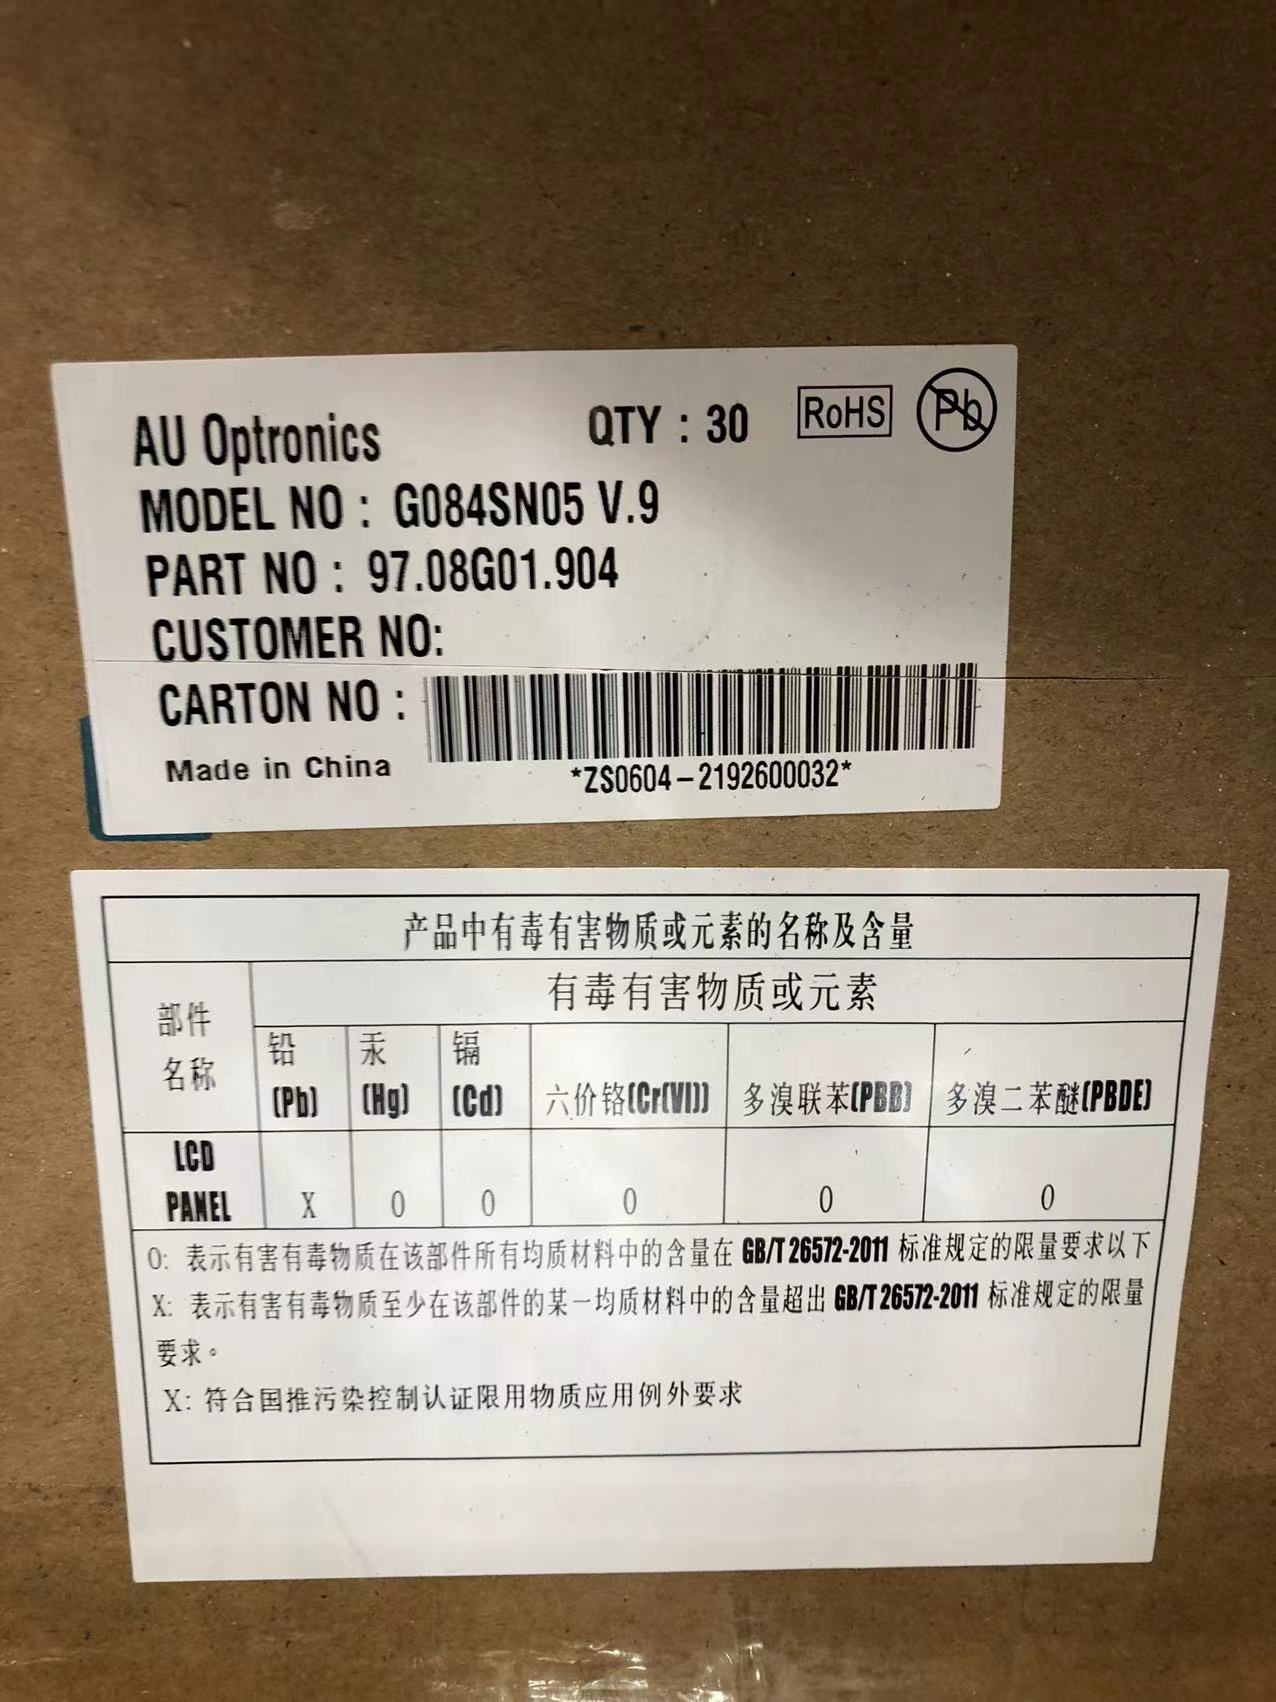 AU Optronics QTY : 30 RoHS Pb
MODEL NO : G084SN05 V.9
PART NO : 97.08G01.904
CUSTOMER NO:
CARTON NO :
Made in China
*ZS0604-2192600032*
产品中有毒有害物质或元素的名称及含量
部件
名称
有毒有害物质或元素
铅
(Pb)
汞
(Hg)
镉
(Cd)
六价铬(Cr(VI))
多溴联苯(PBB)
多溴二苯醚(PBDE)
LCD
PANEL
X 0 0 0 0 0
0: 表示有害有毒物质在该部件所有均质材料中的含量在 GB/T 26572-2011 标准规定的限量要求以下
X: 表示有害有毒物质至少在该部件的某一均质材料中的含量超出 GB/T 26572-2011 标准规定的限量
要求。
X: 符合国推污染控制认证限用物质应用例外要求